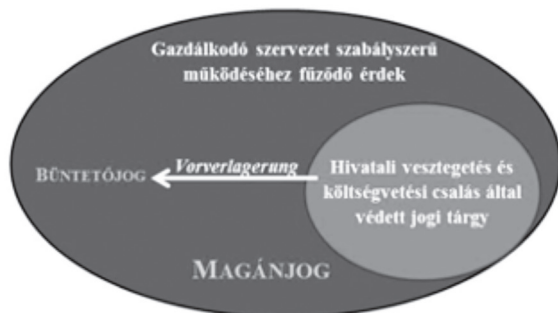 Gazdálkodó szervezet szabályszerű
működéséhez fűződő érdek
Vorverlagerung
BÜNTETŐJOG
Hivatali vesztegetés és
költségvetési csalás által
védett jogi tárgy
MAGÁNJOG